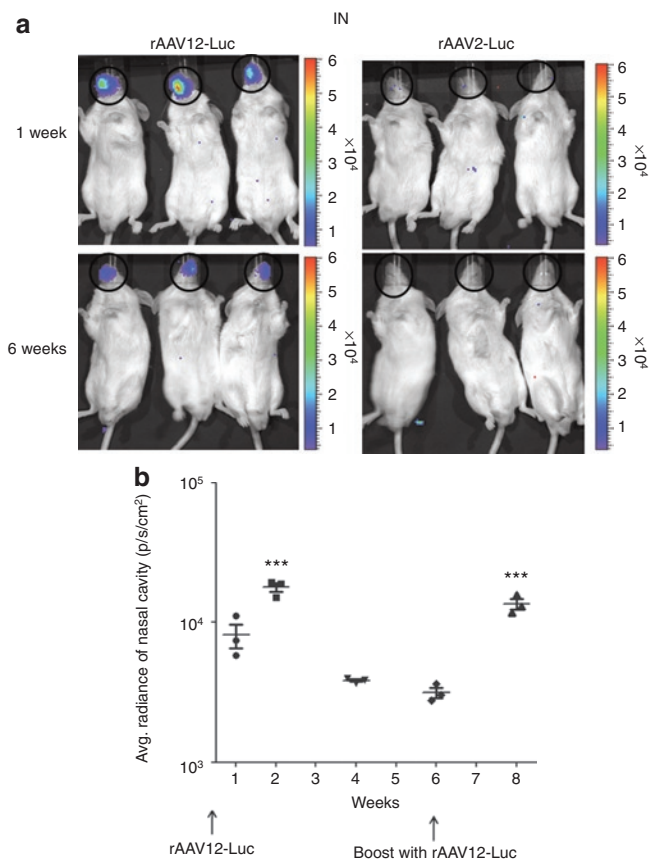 a
IN
rAAV12-Luc
rAAV2-Luc
1 week
6
5
4
3
2
1
×10⁴
6
5
4
3
2
1
×10⁴
6 weeks
6
5
4
3
2
1
×10⁴
6
5
4
3
2
1
×10⁴
b
Avg. radiance of nasal cavity (p/s/cm²)
10⁵
10⁴
10³
***
***
1 2 3 4 5 6 7 8
Weeks
rAAV12-Luc
Boost with rAAV12-Luc